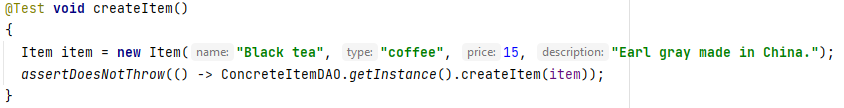 @Test void createItem()
{
Item item = new Item( name: "Black tea", type: "coffee", price: 15, description: "Earl gray made in China.");
assertDoesNotThrow(() -> ConcreteItemDAO.getInstance().createItem(item));
}